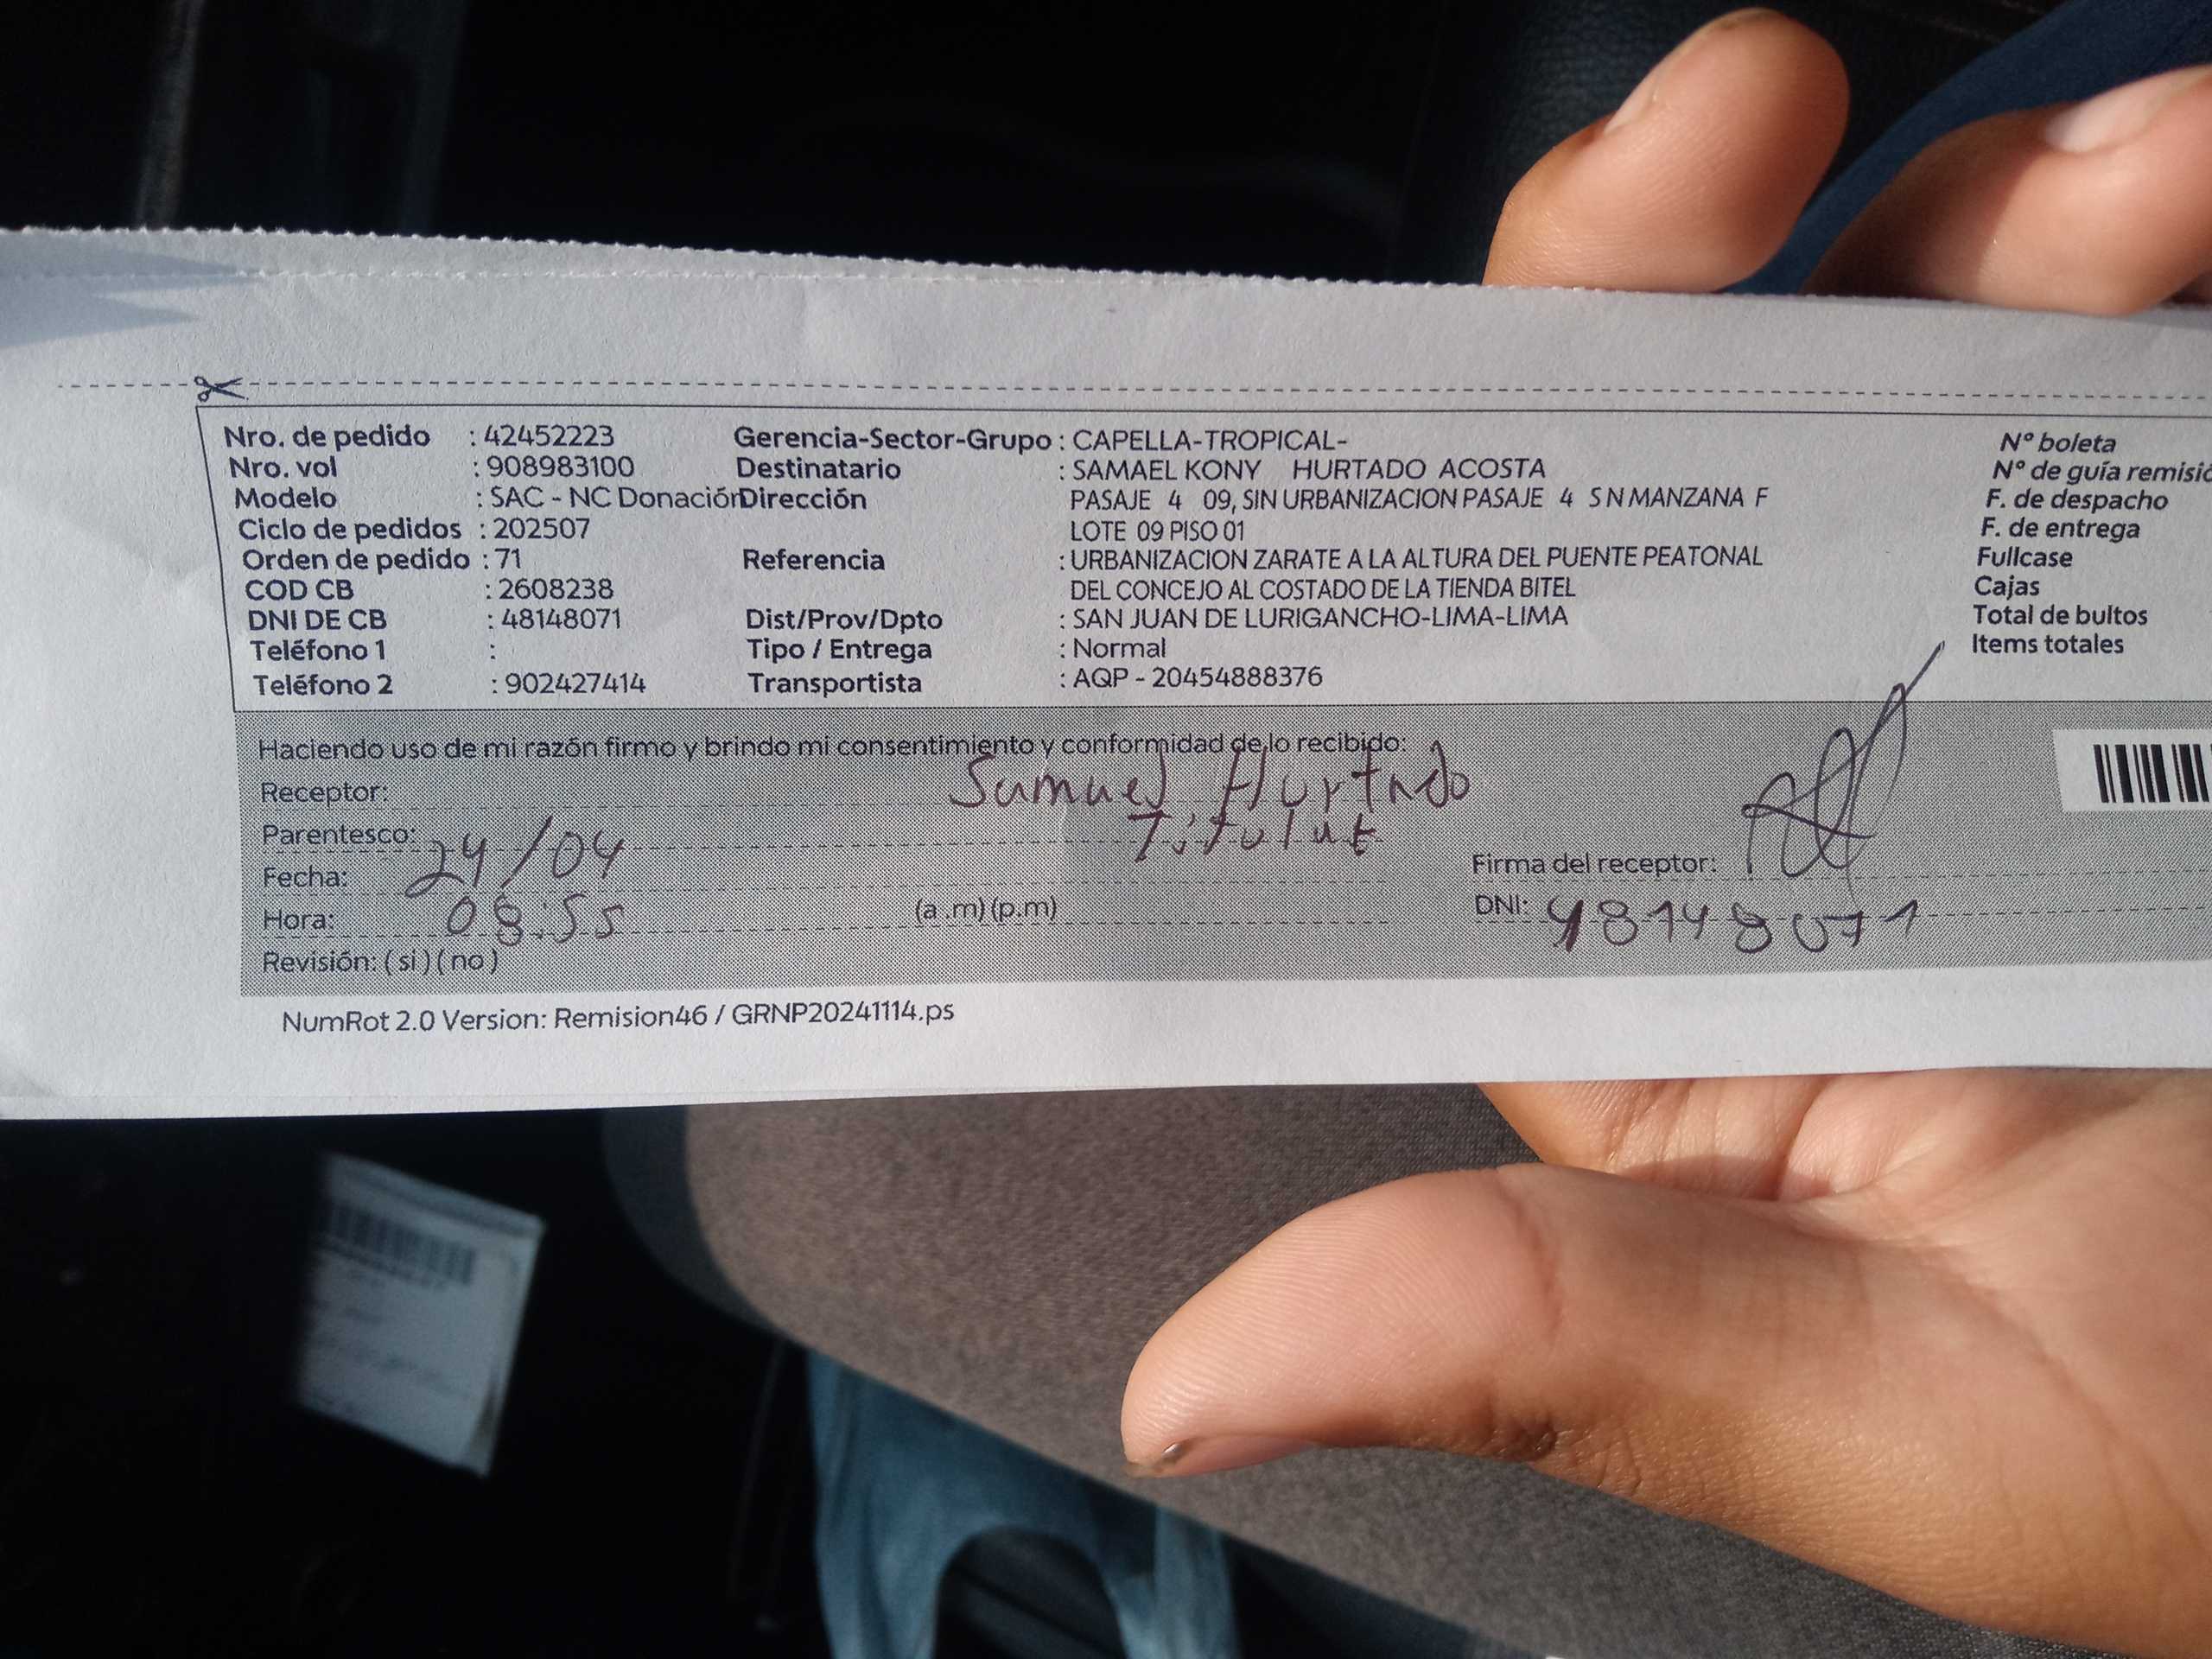 Nro. de pedido : 42452223 Gerencia-Sector-Grupo : CAPELLA-TROPICAL- N° boleta
Nro. vol : 908983100 Destinatario : SAMAEL KONY HURTADO ACOSTA N° de guía remisió
Modelo : SAC - NC Donación Dirección PASAJE 4 09, SIN URBANIZACION PASAJE 4 S N MANZANA F F. de despacho
Ciclo de pedidos : 202507 LOTE 09 PISO 01 F. de entrega
Orden de pedido : 71 Referencia : URBANIZACION ZARATE A LA ALTURA DEL PUENTE PEATONAL Fullcase
COD CB : 2608238 DEL CONCEJO AL COSTADO DE LA TIENDA BITEL Cajas
DNI DE CB : 48148071 Dist/Prov/Dpto : SAN JUAN DE LURIGANCHO-LIMA-LIMA Total de bultos
Teléfono 1 : Tipo / Entrega : Normal Items totales
Teléfono 2 : 902427414 Transportista : AQP - 20454888376
Haciendo uso de mi razón firmo y brindo mi consentimiento y conformidad de lo recibido:
Receptor: Samuel Hurtado
Parentesco: Titular
Fecha: 24/04 Firma del receptor:
Hora: 08:55 (a .m) (p.m) DNI: 48148071
Revisión: ( si ) ( no )
NumRot 2.0 Version: Remision46 / GRNP20241114.ps